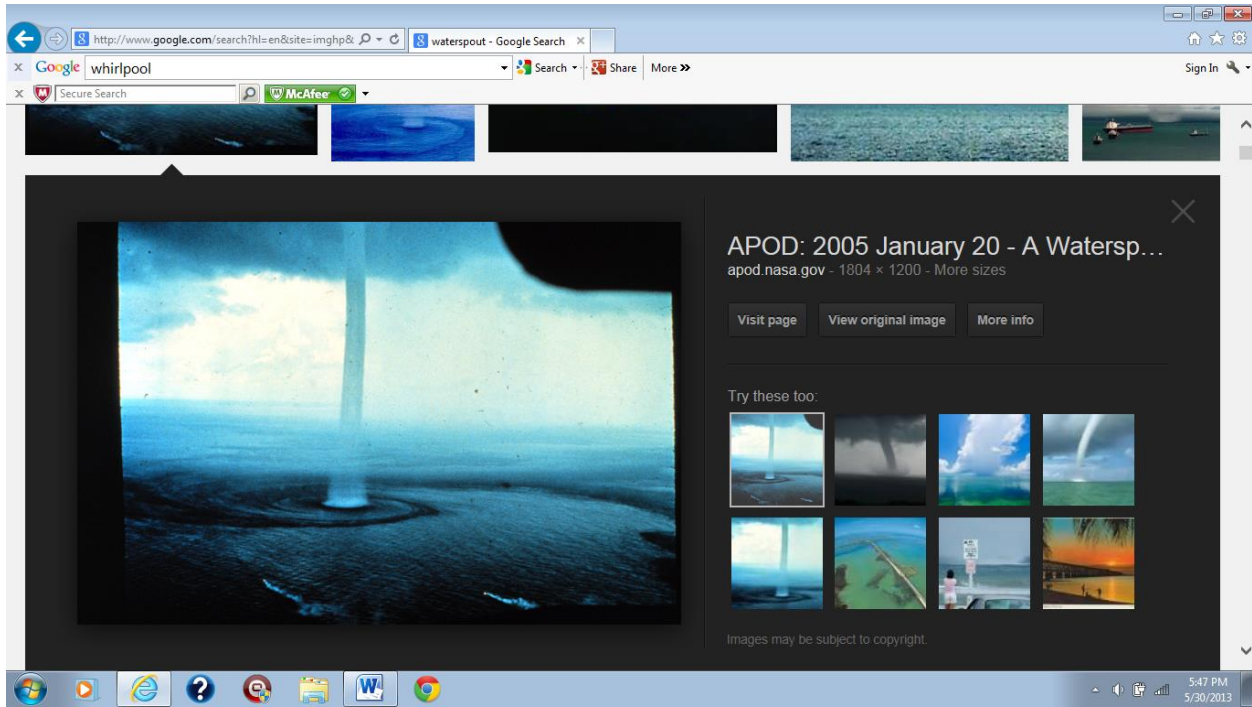 http://www.google.com/search?hl=en&site=imghp&
waterspout - Google Search
Google whirlpool Search Share More »
Sign In
Secure Search McAfee
APOD: 2005 January 20 - A Watersp...
apod.nasa.gov - 1804 × 1200 - More sizes
Visit page View original image More info
Try these too:
Images may be subject to copyright.
5:47 PM
5/30/2013